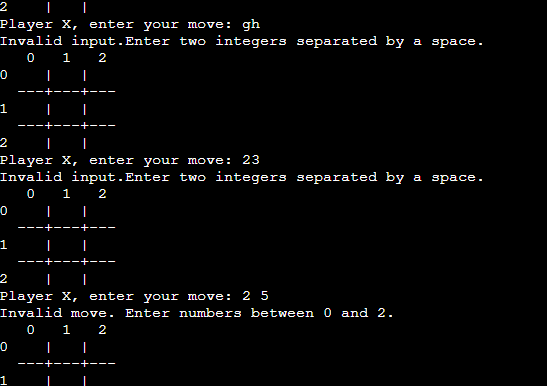 2     |   |
Player X, enter your move: gh
Invalid input.Enter two integers separated by a space.
   0   1   2
0     |   |
  ---+---+---
1     |   |
  ---+---+---
2     |   |
Player X, enter your move: 23
Invalid input.Enter two integers separated by a space.
   0   1   2
0     |   |
  ---+---+---
1     |   |
  ---+---+---
2     |   |
Player X, enter your move: 2 5
Invalid move. Enter numbers between 0 and 2.
   0   1   2
0     |   |
  ---+---+---
1     |   |